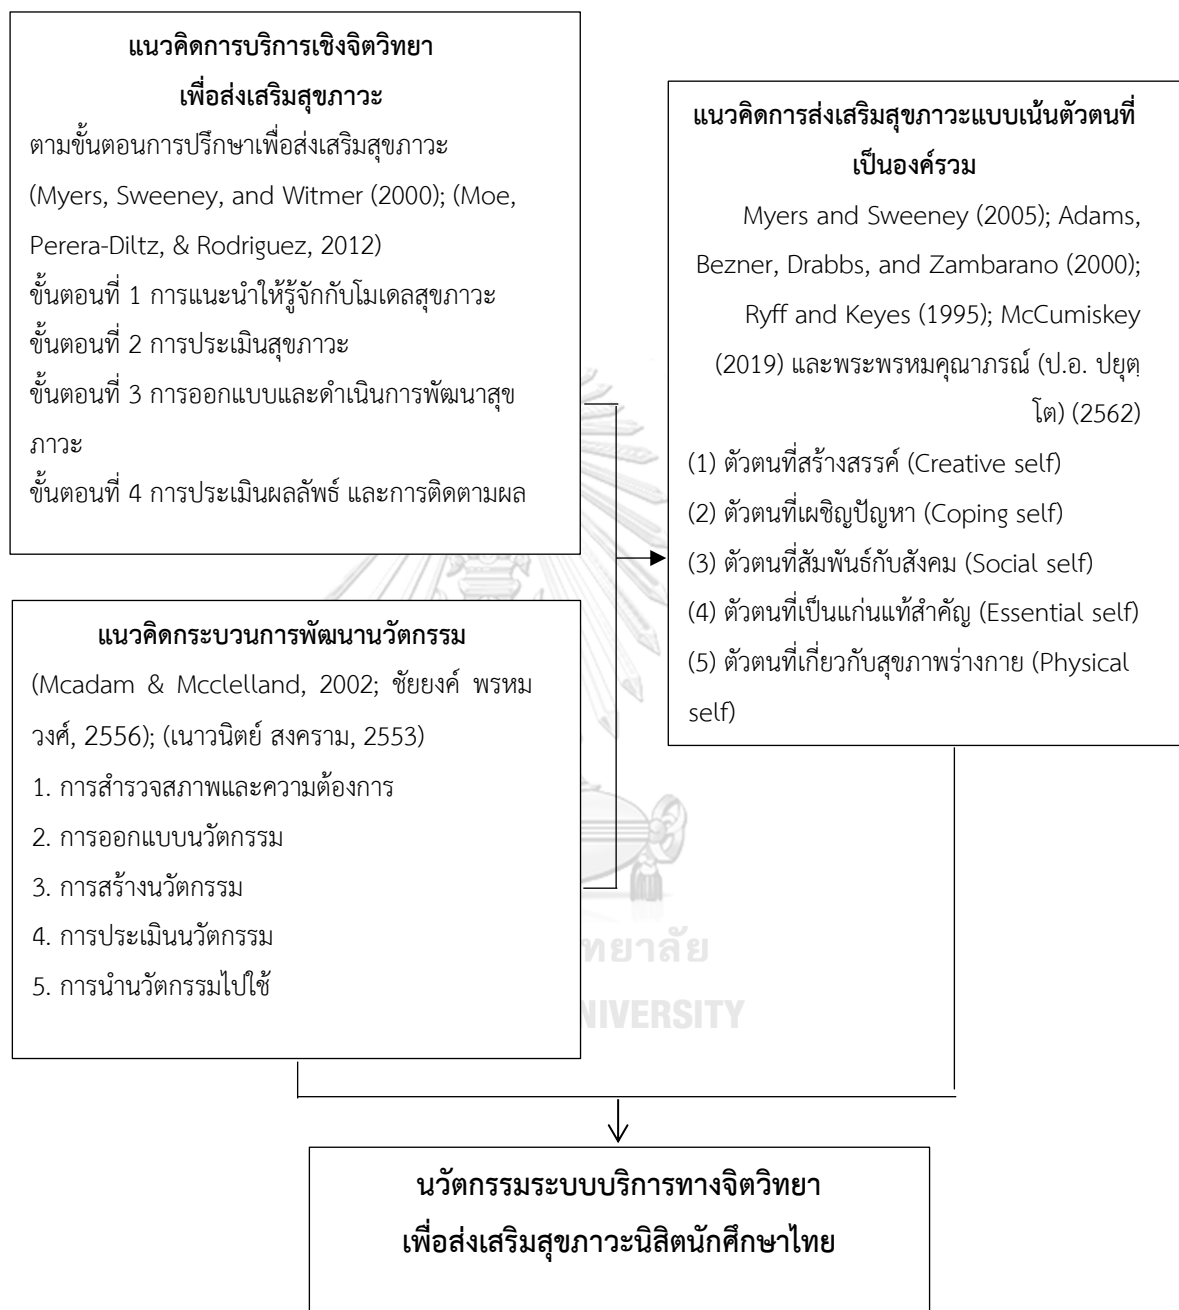 แนวคิดการบริการเชิงจิตวิทยา
เพื่อส่งเสริมสุขภาวะ
ตามขั้นตอนการปรึกษาเพื่อส่งเสริมสุขภาวะ
(Myers, Sweeney, and Witmer (2000); (Moe,
Perera-Diltz, & Rodriguez, 2012)
ขั้นตอนที่ 1 การแนะนำให้รู้จักกับโมเดลสุขภาวะ
ขั้นตอนที่ 2 การประเมินสุขภาวะ
ขั้นตอนที่ 3 การออกแบบและดำเนินการพัฒนาสุข
ภาวะ
ขั้นตอนที่ 4 การประเมินผลลัพธ์ และการติดตามผล
แนวคิดกระบวนการพัฒนานวัตกรรม
(Mcadam & Mcclelland, 2002; ชัยยงค์ พรหม
วงศ์, 2556); (เนาวนิตย์ สงคราม, 2553)
1. การสำรวจสภาพและความต้องการ
2. การออกแบบนวัตกรรม
3. การสร้างนวัตกรรม
4. การประเมินนวัตกรรม
5. การนำนวัตกรรมไปใช้
แนวคิดการส่งเสริมสุขภาวะแบบเน้นตัวตนที่
เป็นองค์รวม
Myers and Sweeney (2005); Adams,
Bezner, Drabbs, and Zambarano (2000);
Ryff and Keyes (1995); McCumiskey
(2019) และพระพรหมคุณาภรณ์ (ป.อ. ปยุตฺ
โต) (2562)
(1) ตัวตนที่สร้างสรรค์ (Creative self)
(2) ตัวตนที่เผชิญปัญหา (Coping self)
(3) ตัวตนที่สัมพันธ์กับสังคม (Social self)
(4) ตัวตนที่เป็นแก่นแท้สำคัญ (Essential self)
(5) ตัวตนที่เกี่ยวกับสุขภาพร่างกาย (Physical
self)
ทยาลัย
NIVERSITY
นวัตกรรมระบบบริการทางจิตวิทยา
เพื่อส่งเสริมสุขภาวะนิสิตนักศึกษาไทย